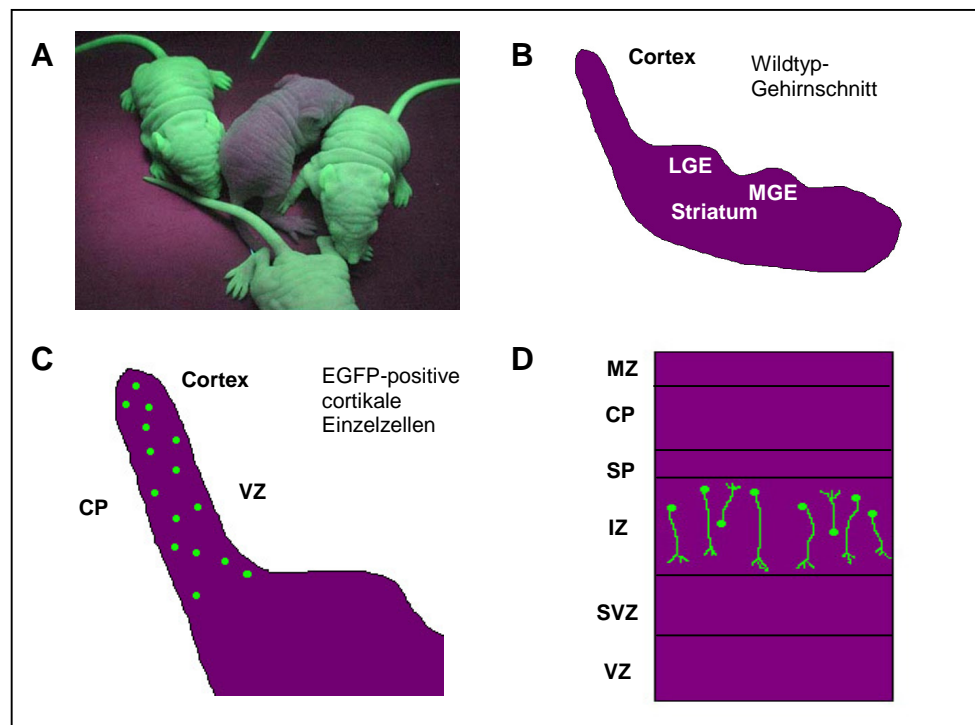 A
B
Cortex
Wildtyp-
Gehirnschnitt
LGE
MGE
Striatum
C
Cortex
EGFP-positive
cortikale
Einzelzellen
CP
VZ
D
MZ
CP
SP
IZ
SVZ
VZ